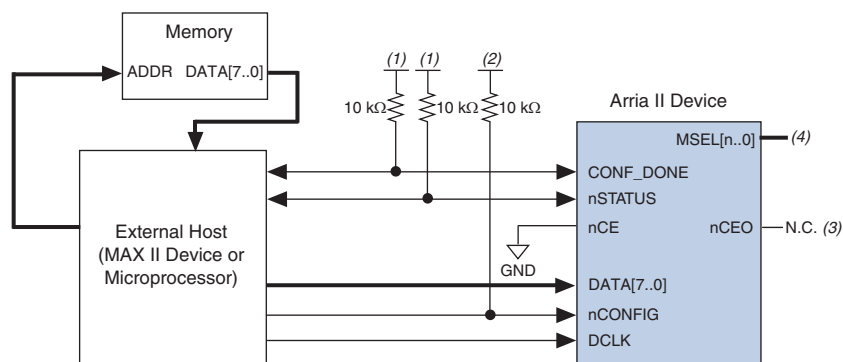 Memory
ADDR DATA[7..0]
(1) (1) (2)
10 kΩ 10 kΩ 10 kΩ
Arria II Device
MSEL[n..0] (4)
CONF_DONE
nSTATUS
nCE nCEO N.C. (3)
GND
External Host
(MAX II Device or
Microprocessor)
DATA[7..0]
nCONFIG
DCLK